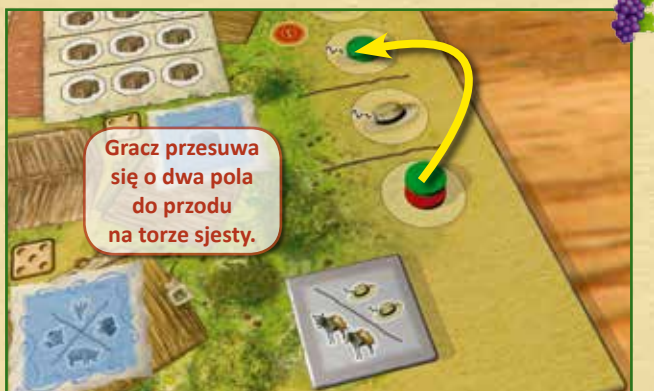 Gracz przesuwa
się o dwa pola
do przodu
na torze sjesty.